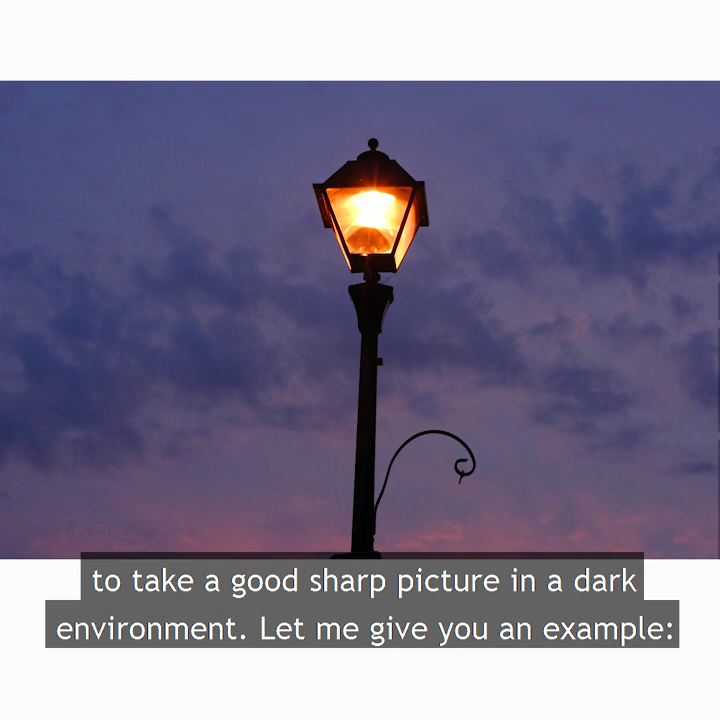 to take a good sharp picture in a dark
environment. Let me give you an example: